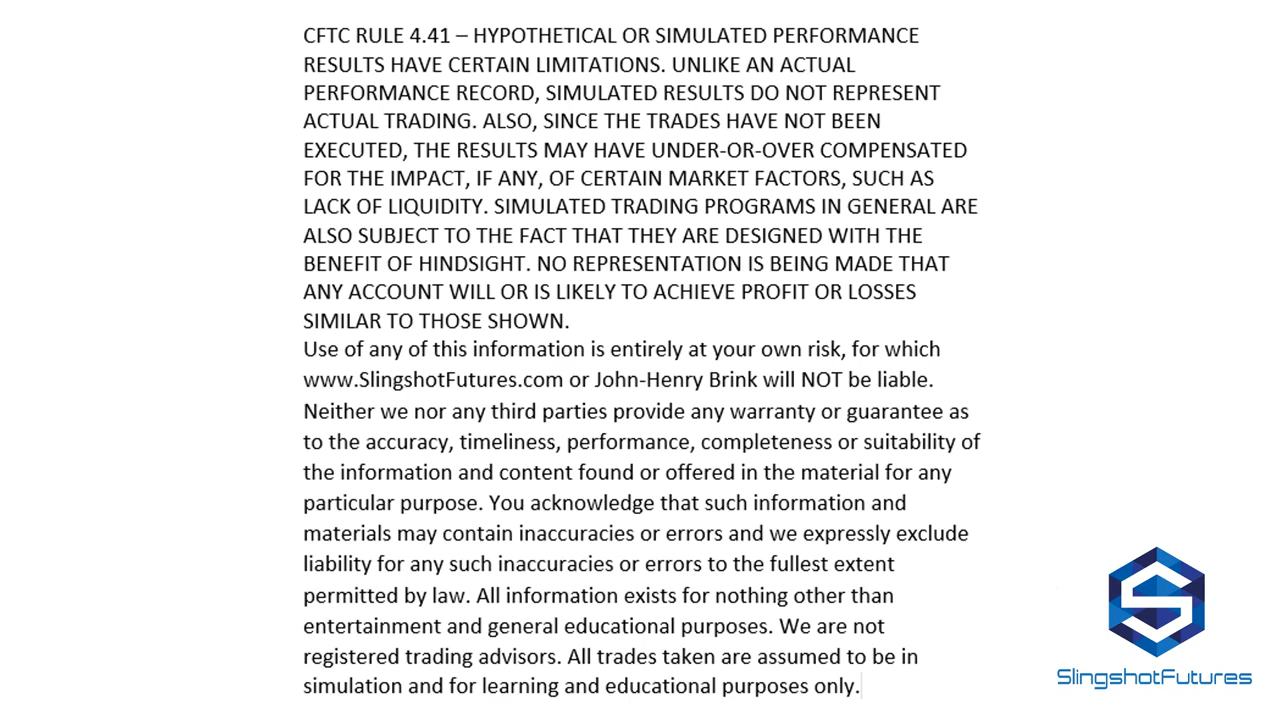 CFTC RULE 4.41 – HYPOTHETICAL OR SIMULATED PERFORMANCE
RESULTS HAVE CERTAIN LIMITATIONS. UNLIKE AN ACTUAL
PERFORMANCE RECORD, SIMULATED RESULTS DO NOT REPRESENT
ACTUAL TRADING. ALSO, SINCE THE TRADES HAVE NOT BEEN
EXECUTED, THE RESULTS MAY HAVE UNDER-OR-OVER COMPENSATED
FOR THE IMPACT, IF ANY, OF CERTAIN MARKET FACTORS, SUCH AS
LACK OF LIQUIDITY. SIMULATED TRADING PROGRAMS IN GENERAL ARE
ALSO SUBJECT TO THE FACT THAT THEY ARE DESIGNED WITH THE
BENEFIT OF HINDSIGHT. NO REPRESENTATION IS BEING MADE THAT
ANY ACCOUNT WILL OR IS LIKELY TO ACHIEVE PROFIT OR LOSSES
SIMILAR TO THOSE SHOWN.
Use of any of this information is entirely at your own risk, for which
www.SlingshotFutures.com or John-Henry Brink will NOT be liable.
Neither we nor any third parties provide any warranty or guarantee as
to the accuracy, timeliness, performance, completeness or suitability of
the information and content found or offered in the material for any
particular purpose. You acknowledge that such information and
materials may contain inaccuracies or errors and we expressly exclude
liability for any such inaccuracies or errors to the fullest extent
permitted by law. All information exists for nothing other than
entertainment and general educational purposes. We are not
registered trading advisors. All trades taken are assumed to be in
simulation and for learning and educational purposes only.
SlingshotFutures